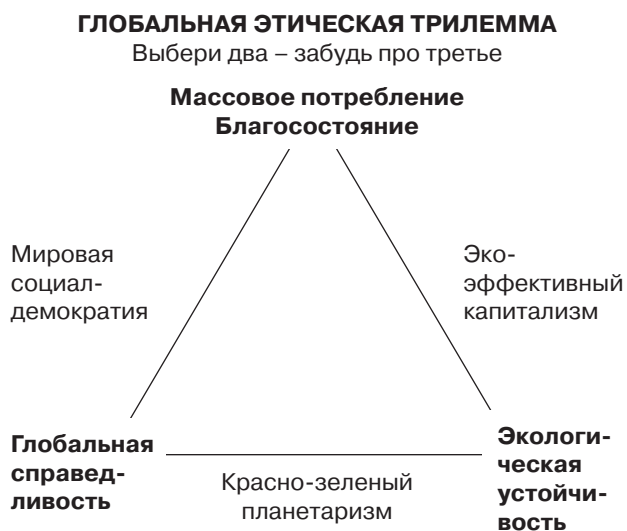 ГЛОБАЛЬНАЯ ЭТИЧЕСКАЯ ТРИЛЕММА
Выбери два – забудь про третье
Массовое потребление
Благосостояние
Мировая
социал-
демократия
Эко-
эффективный
капитализм
Глобальная
справед-
ливость
Красно-зеленый
планетаризм
Экологи-
ческая
устойчи-
вость